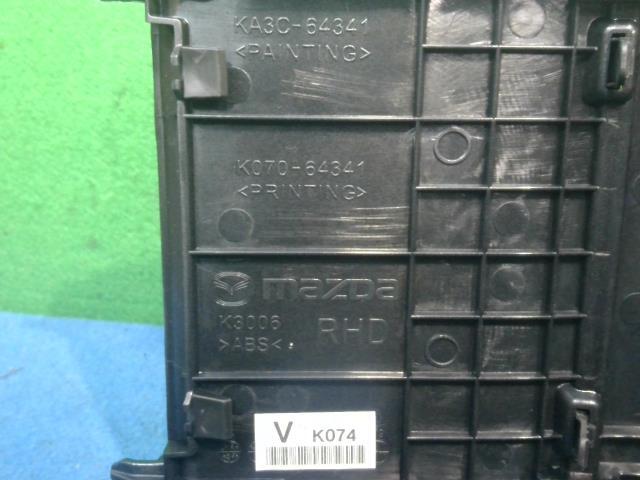 KA3C-64341
<PAINTING>
K070-64341
<PRINTING>
mazda
K3006 RHD
>ABS<
V K074